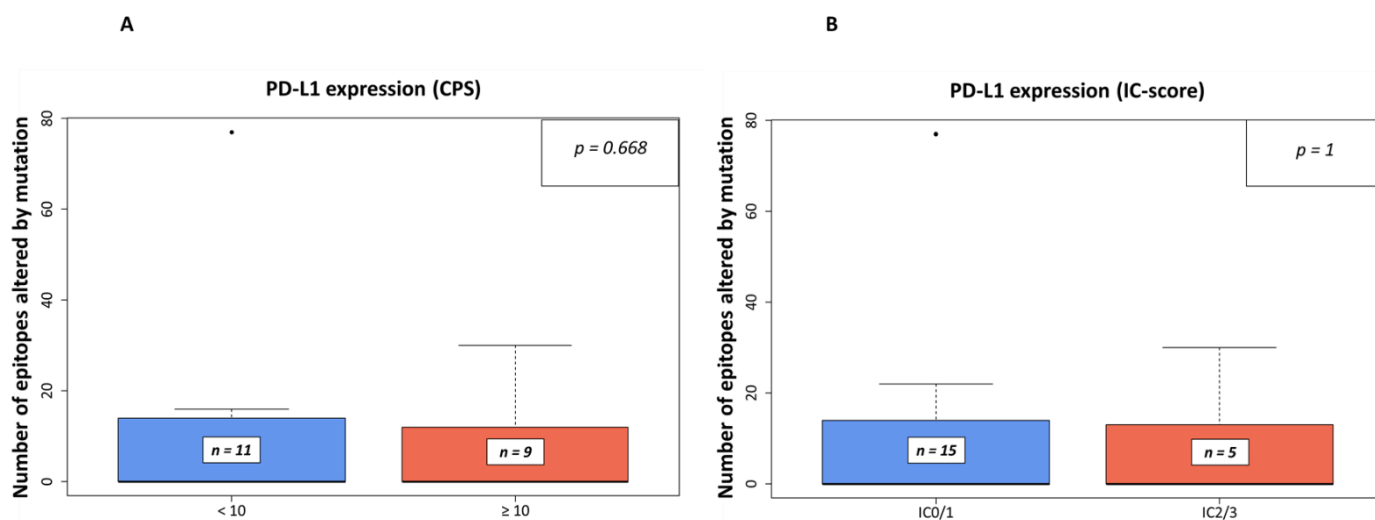 A
PD-L1 expression (CPS)
Number of epitopes altered by mutation
80
60
40
20
0
p = 0.668
n = 11
n = 9
< 10
≥ 10
B
PD-L1 expression (IC-score)
Number of epitopes altered by mutation
80
60
40
20
0
p = 1
n = 15
n = 5
IC0/1
IC2/3